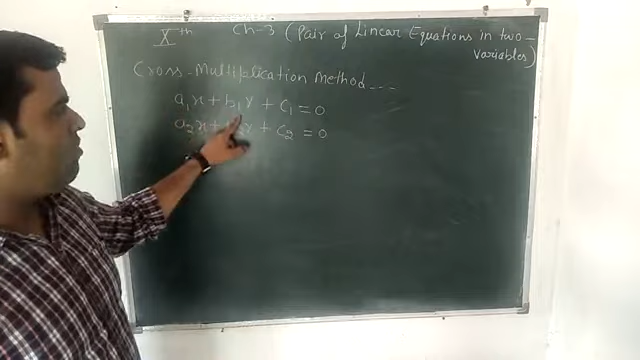 Xth Ch-3 (Pair of Linear Equations in two-
variables)
Cross-Multiplication Method---
a₁x + b₁y + c₁ = 0
a₂x + y + c₂ = 0